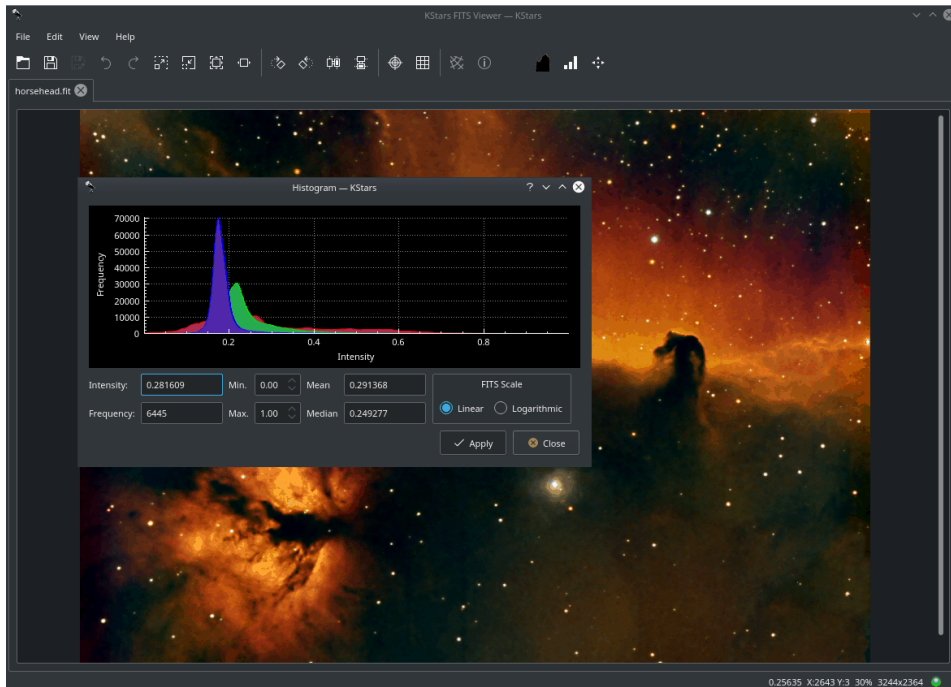 KStars FITS Viewer — KStars
File Edit View Help
horsehead.fit
Histogram — KStars
?
70000
60000
50000
40000
30000
20000
10000
0
Frequency
0.2 0.4 0.6 0.8
Intensity
Intensity: 0.281609 Min. 0.00 Mean 0.291368 FITS Scale
Frequency: 6445 Max. 1.00 Median 0.249277 Linear Logarithmic
Apply Close
0.25635 X:2643 Y:3 30% 3244x2364